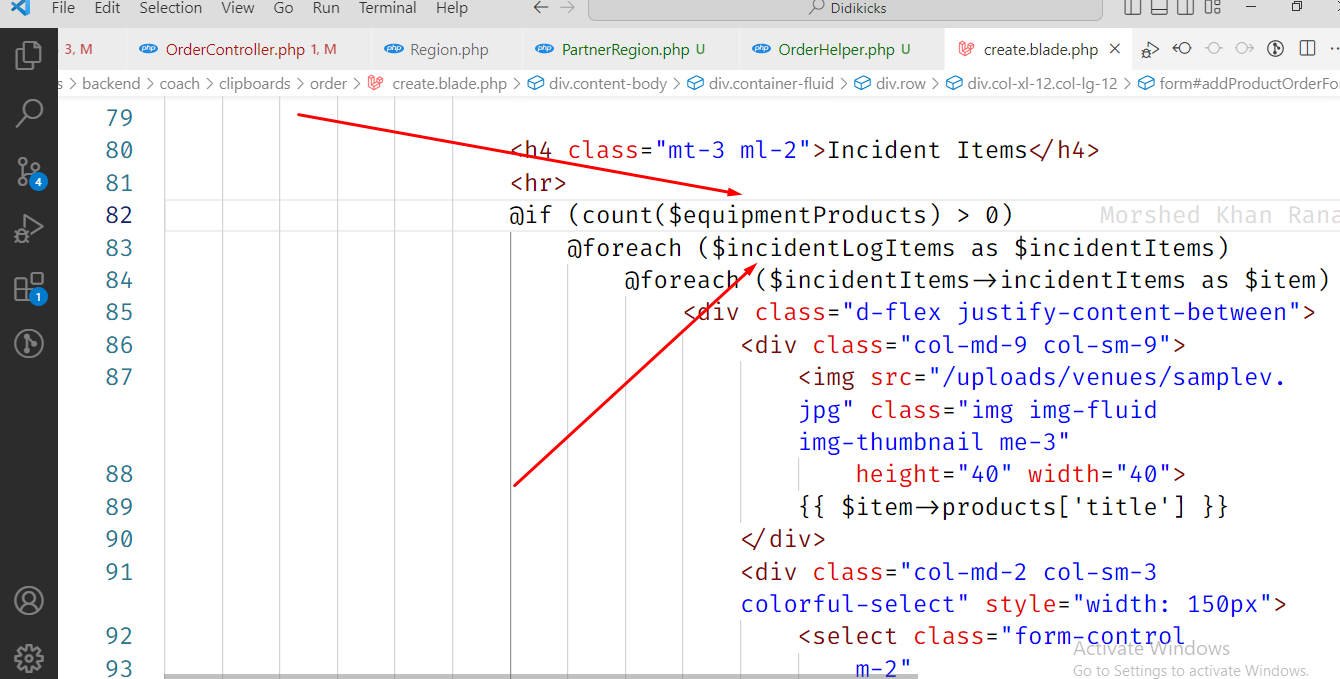 File Edit Selection View Go Run Terminal Help Didikicks
3, M OrderController.php 1, M Region.php PartnerRegion.php U OrderHelper.php U create.blade.php
s > backend > coach > clipboards > order > create.blade.php > div.content-body > div.container-fluid > div.row > div.col-xl-12.col-lg-12 > form#addProductOrderFo
79
80 <h4 class="mt-3 ml-2">Incident Items</h4>
81 <hr>
82 @if (count($equipmentProducts) > 0) Morshed Khan Rana
83 @foreach ($incidentLogItems as $incidentItems)
84 @foreach ($incidentItems->incidentItems as $item)
85 <div class="d-flex justify-content-between">
86 <div class="col-md-9 col-sm-9">
87 <img src="/uploads/venues/samplev.
jpg" class="img img-fluid
img-thumbnail me-3"
88 height="40" width="40">
89 {{ $item->products['title'] }}
90 </div>
91 <div class="col-md-2 col-sm-3
colorful-select" style="width: 150px">
92 <select class="form-control
93 m-2"
4
1
Activate Windows
Go to Settings to activate Windows.